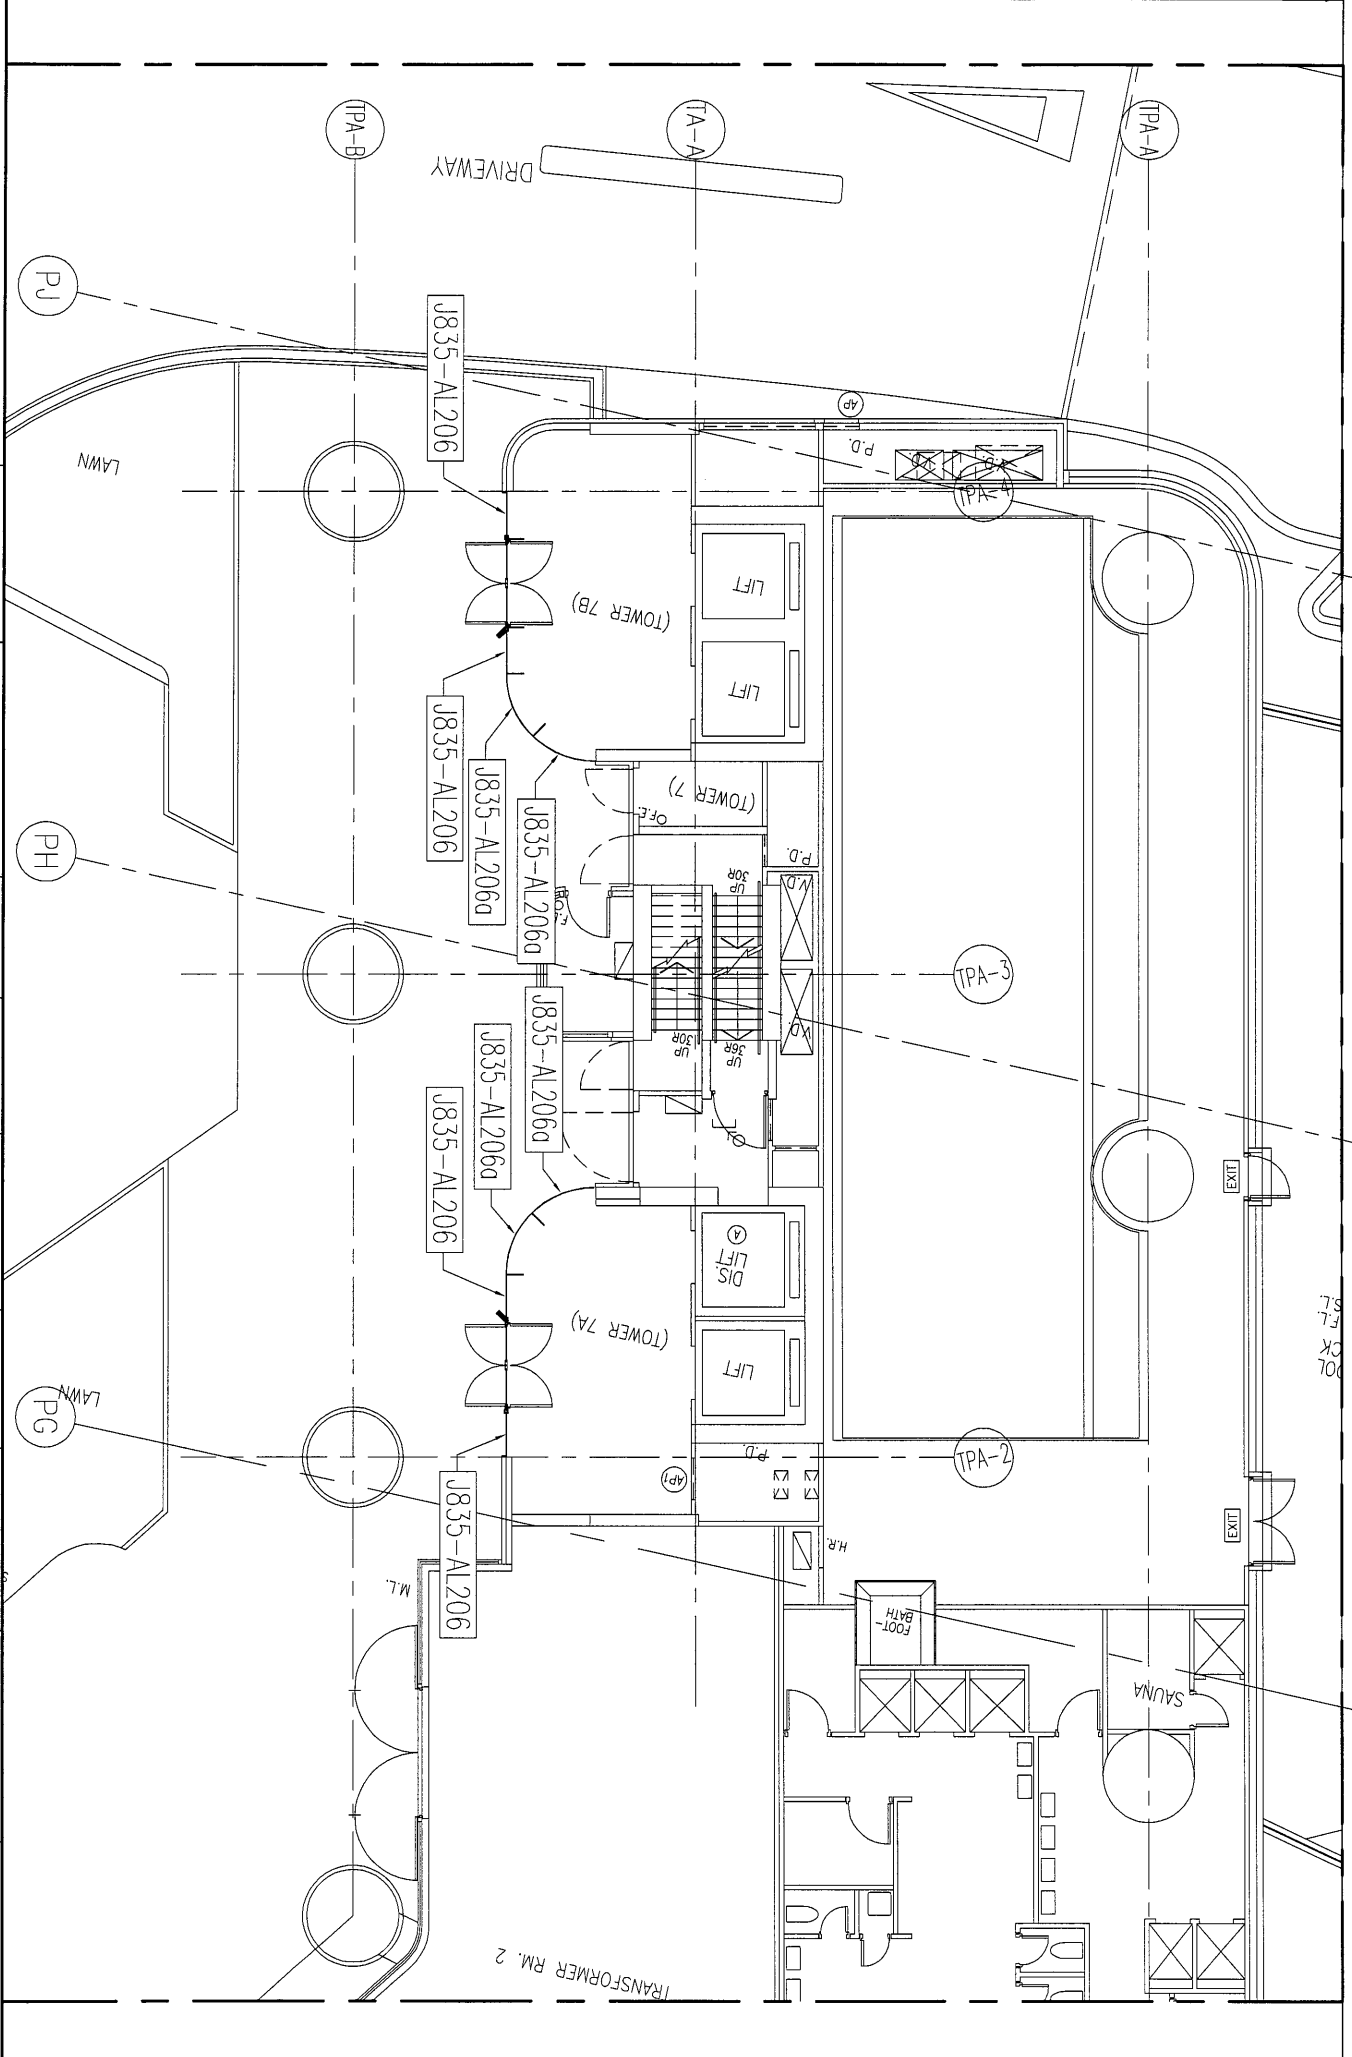 TPA-B
TA-A
TPA-A
DRIVEWAY
PJ
J835-AL206
AP
P.D.
V.D.
V.D.
TPA-4
LAWN
LIFT
(TOWER 7B)
LIFT
J835-AL206
J835-AL206a
J835-AL206a
(TOWER 7)
F.E.
P.D.
PH
V.D.
UP
30R
TPA-3
V.D.
UP
30R
UP
36R
J835-AL206a
J835-AL206a
J835-AL206
EXIT
A
DIS.
LIFT
(TOWER 7A)
LIFT
S.L.
F.L.
CK
OOL
LAWN
PG
P.D.
TPA-2
AP1
J835-AL206
EXIT
H.R.
M.L.
FOOT-
BATH
SAUNA
TRANSFORMER RM. 2